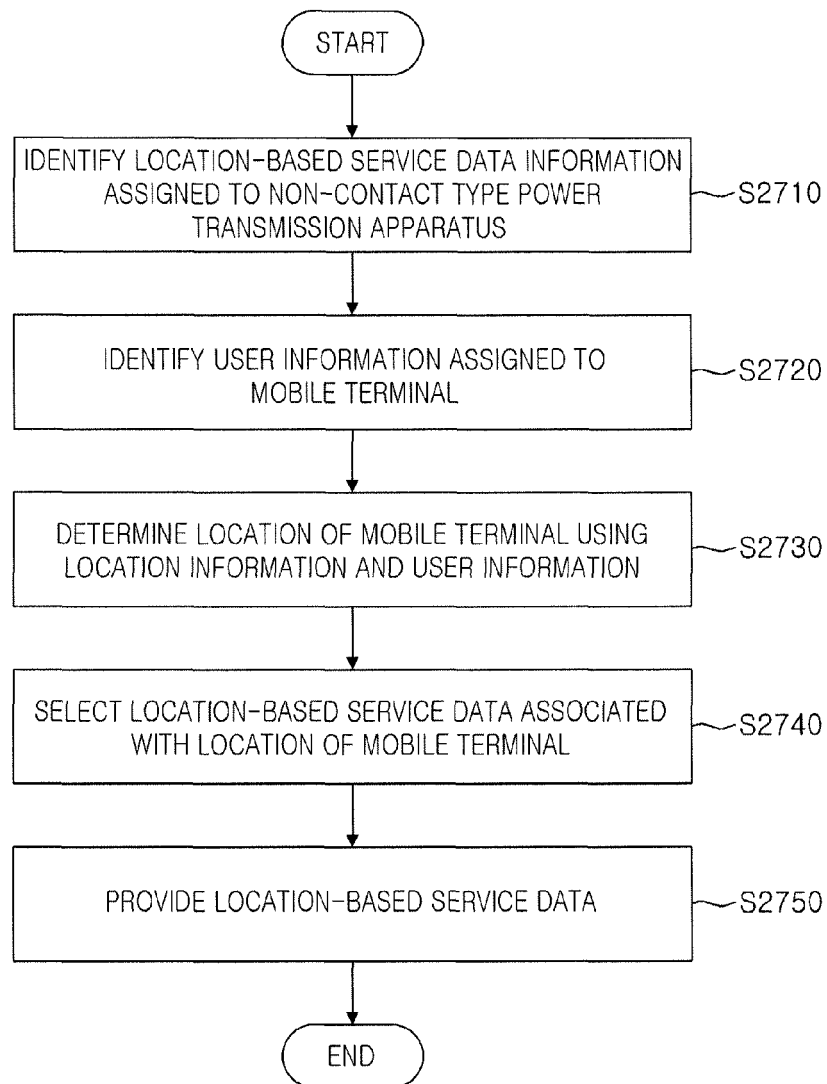 START
IDENTIFY LOCATION-BASED SERVICE DATA INFORMATION
ASSIGNED TO NON-CONTACT TYPE POWER
TRANSMISSION APPARATUS
S2710
IDENTIFY USER INFORMATION ASSIGNED TO
MOBILE TERMINAL
S2720
DETERMINE LOCATION OF MOBILE TERMINAL USING
LOCATION INFORMATION AND USER INFORMATION
S2730
SELECT LOCATION-BASED SERVICE DATA ASSOCIATED
WITH LOCATION OF MOBILE TERMINAL
S2740
PROVIDE LOCATION-BASED SERVICE DATA
S2750
END